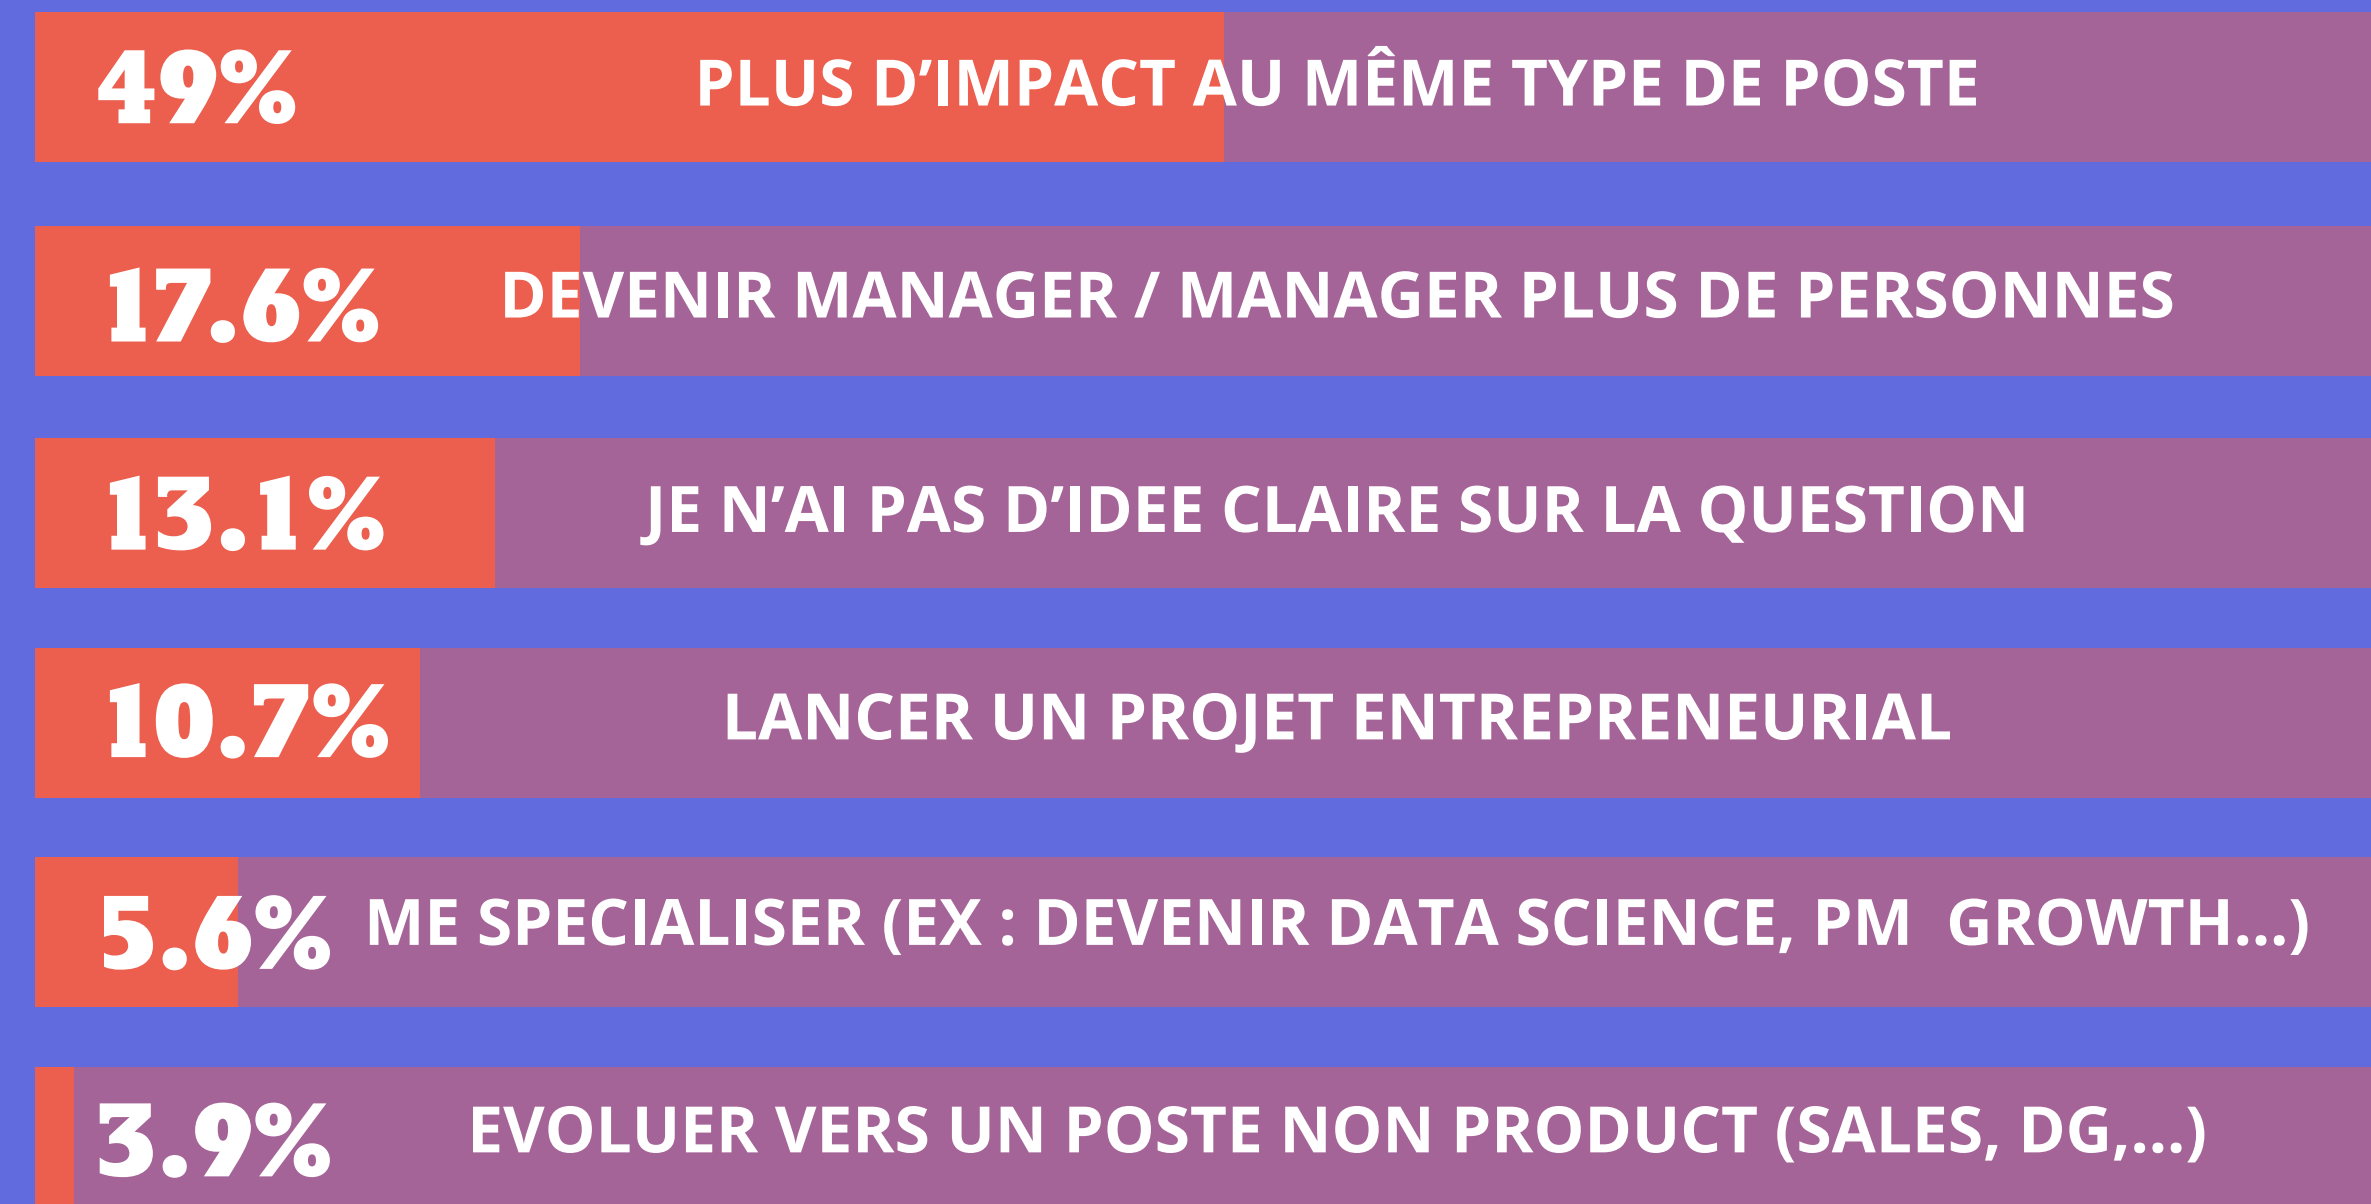 49% PLUS D’IMPACT AU MÊME TYPE DE POSTE
17.6% DEVENIR MANAGER / MANAGER PLUS DE PERSONNES
13.1% JE N’AI PAS D’IDEE CLAIRE SUR LA QUESTION
10.7% LANCER UN PROJET ENTREPRENEURIAL
5.6% ME SPECIALISER (EX : DEVENIR DATA SCIENCE, PM GROWTH...)
3.9% EVOLUER VERS UN POSTE NON PRODUCT (SALES, DG,...)